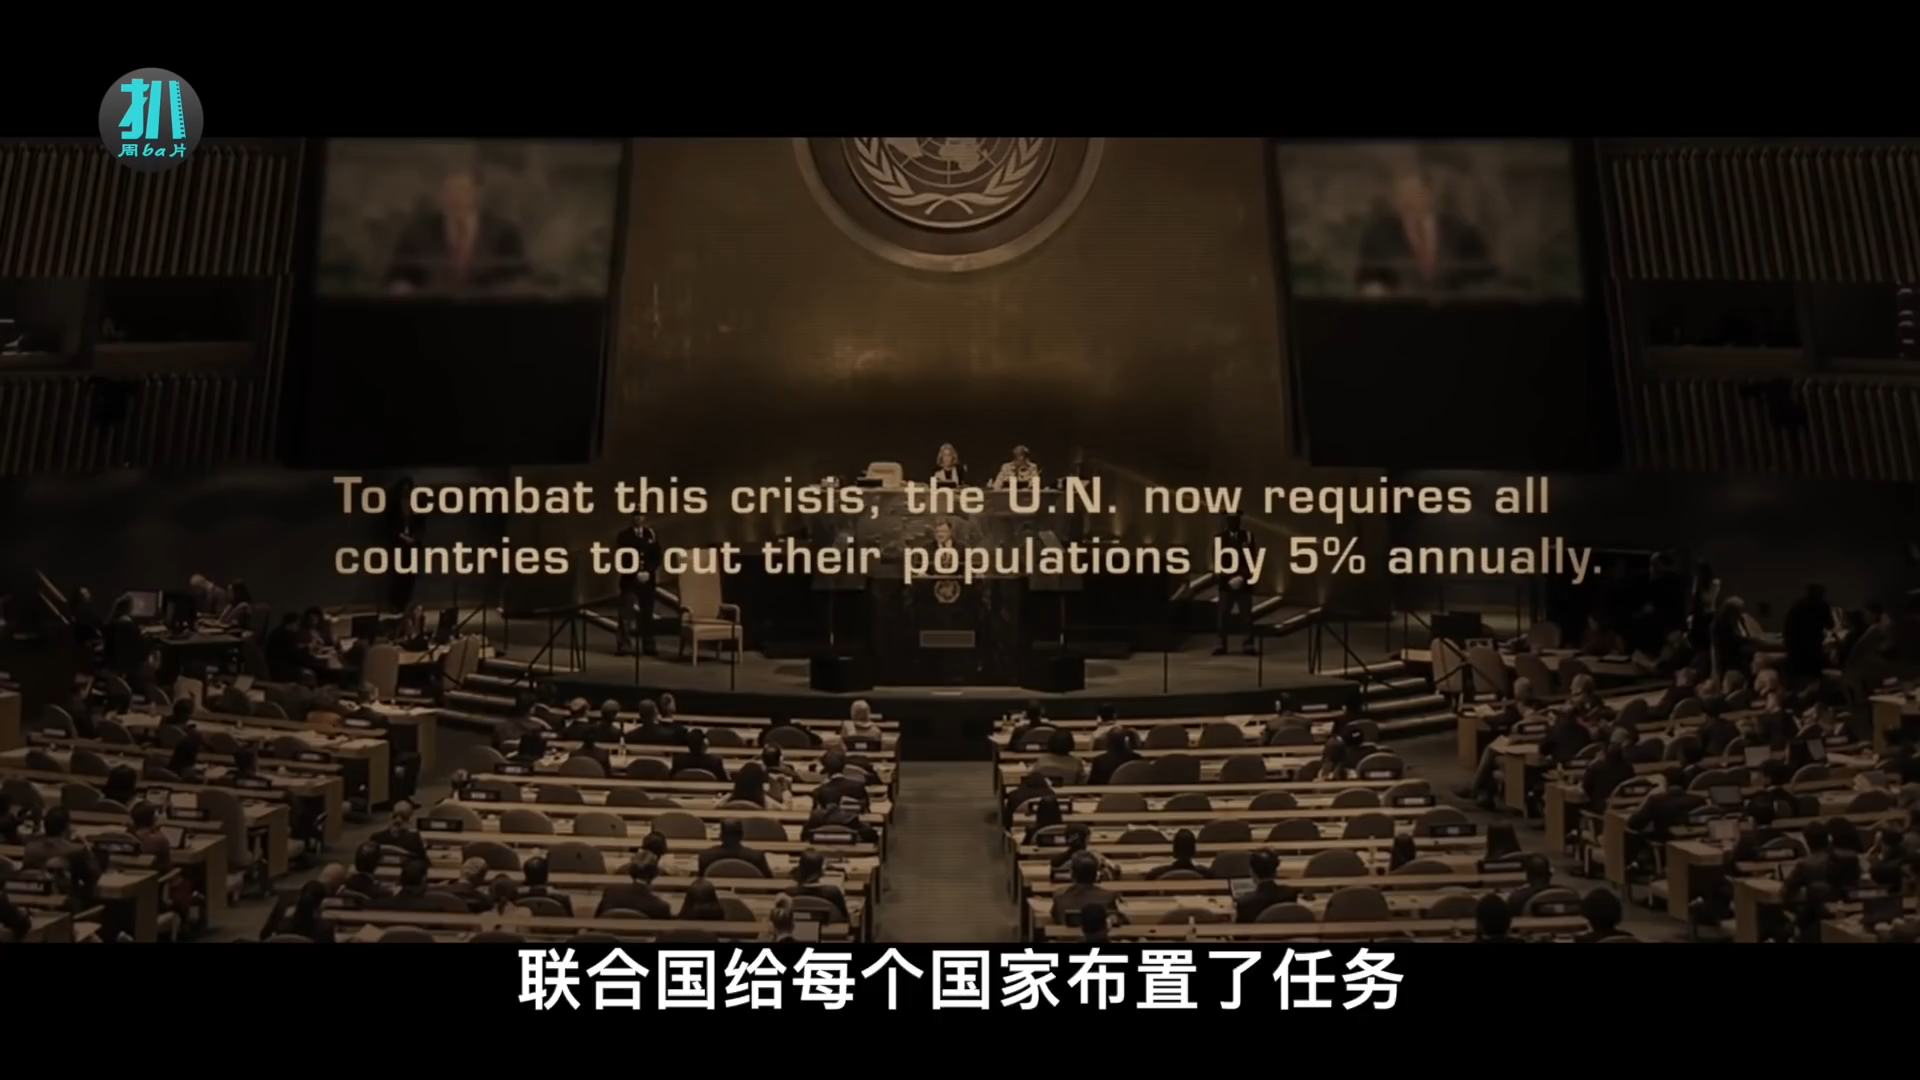 扒
周ba片
To combat this crisis, the U.N. now requires all
countries to cut their populations by 5% annually.
联合国给每个国家布置了任务